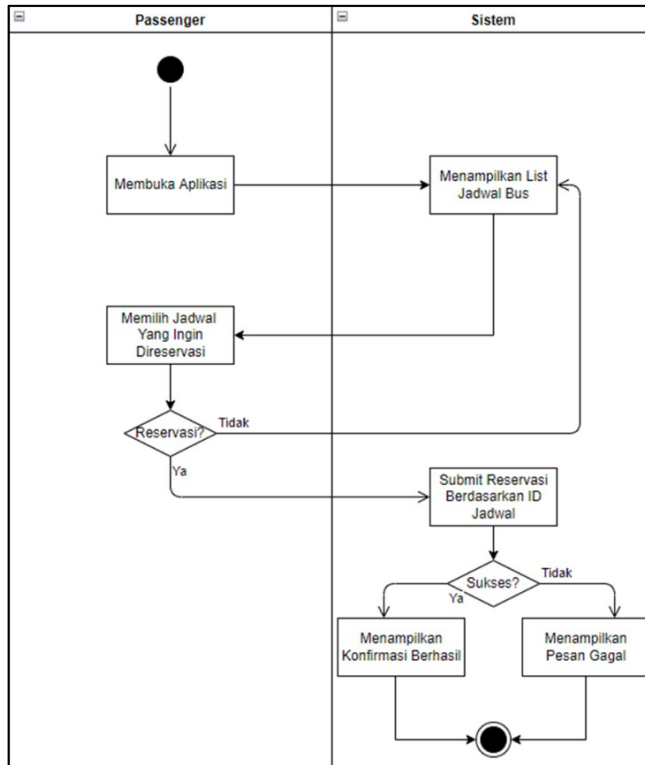 Passenger
Sistem
Membuka Aplikasi
Menampilkan List
Jadwal Bus
Memilih Jadwal
Yang Ingin
Direservasi
Reservasi?
Tidak
Ya
Submit Reservasi
Berdasarkan ID
Jadwal
Sukses?
Tidak
Ya
Menampilkan
Konfirmasi Berhasil
Menampilkan
Pesan Gagal